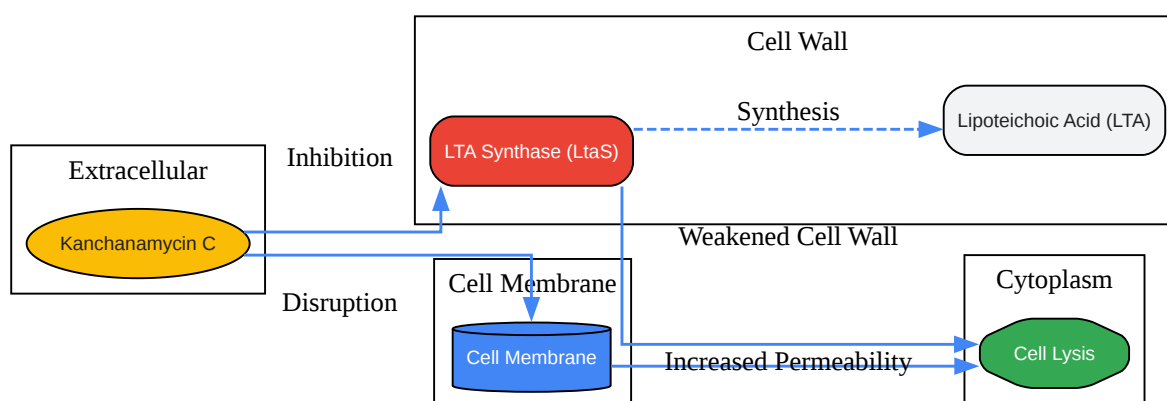 Cell Wall
Synthesis
Lipoteichoic Acid (LTA)
LTA Synthase (LtaS)
Inhibition
Extracellular
Kanchanamycin C
Weakened Cell Wall
Disruption
Cell Membrane
Cell Membrane
Cytoplasm
Increased Permeability
Cell Lysis